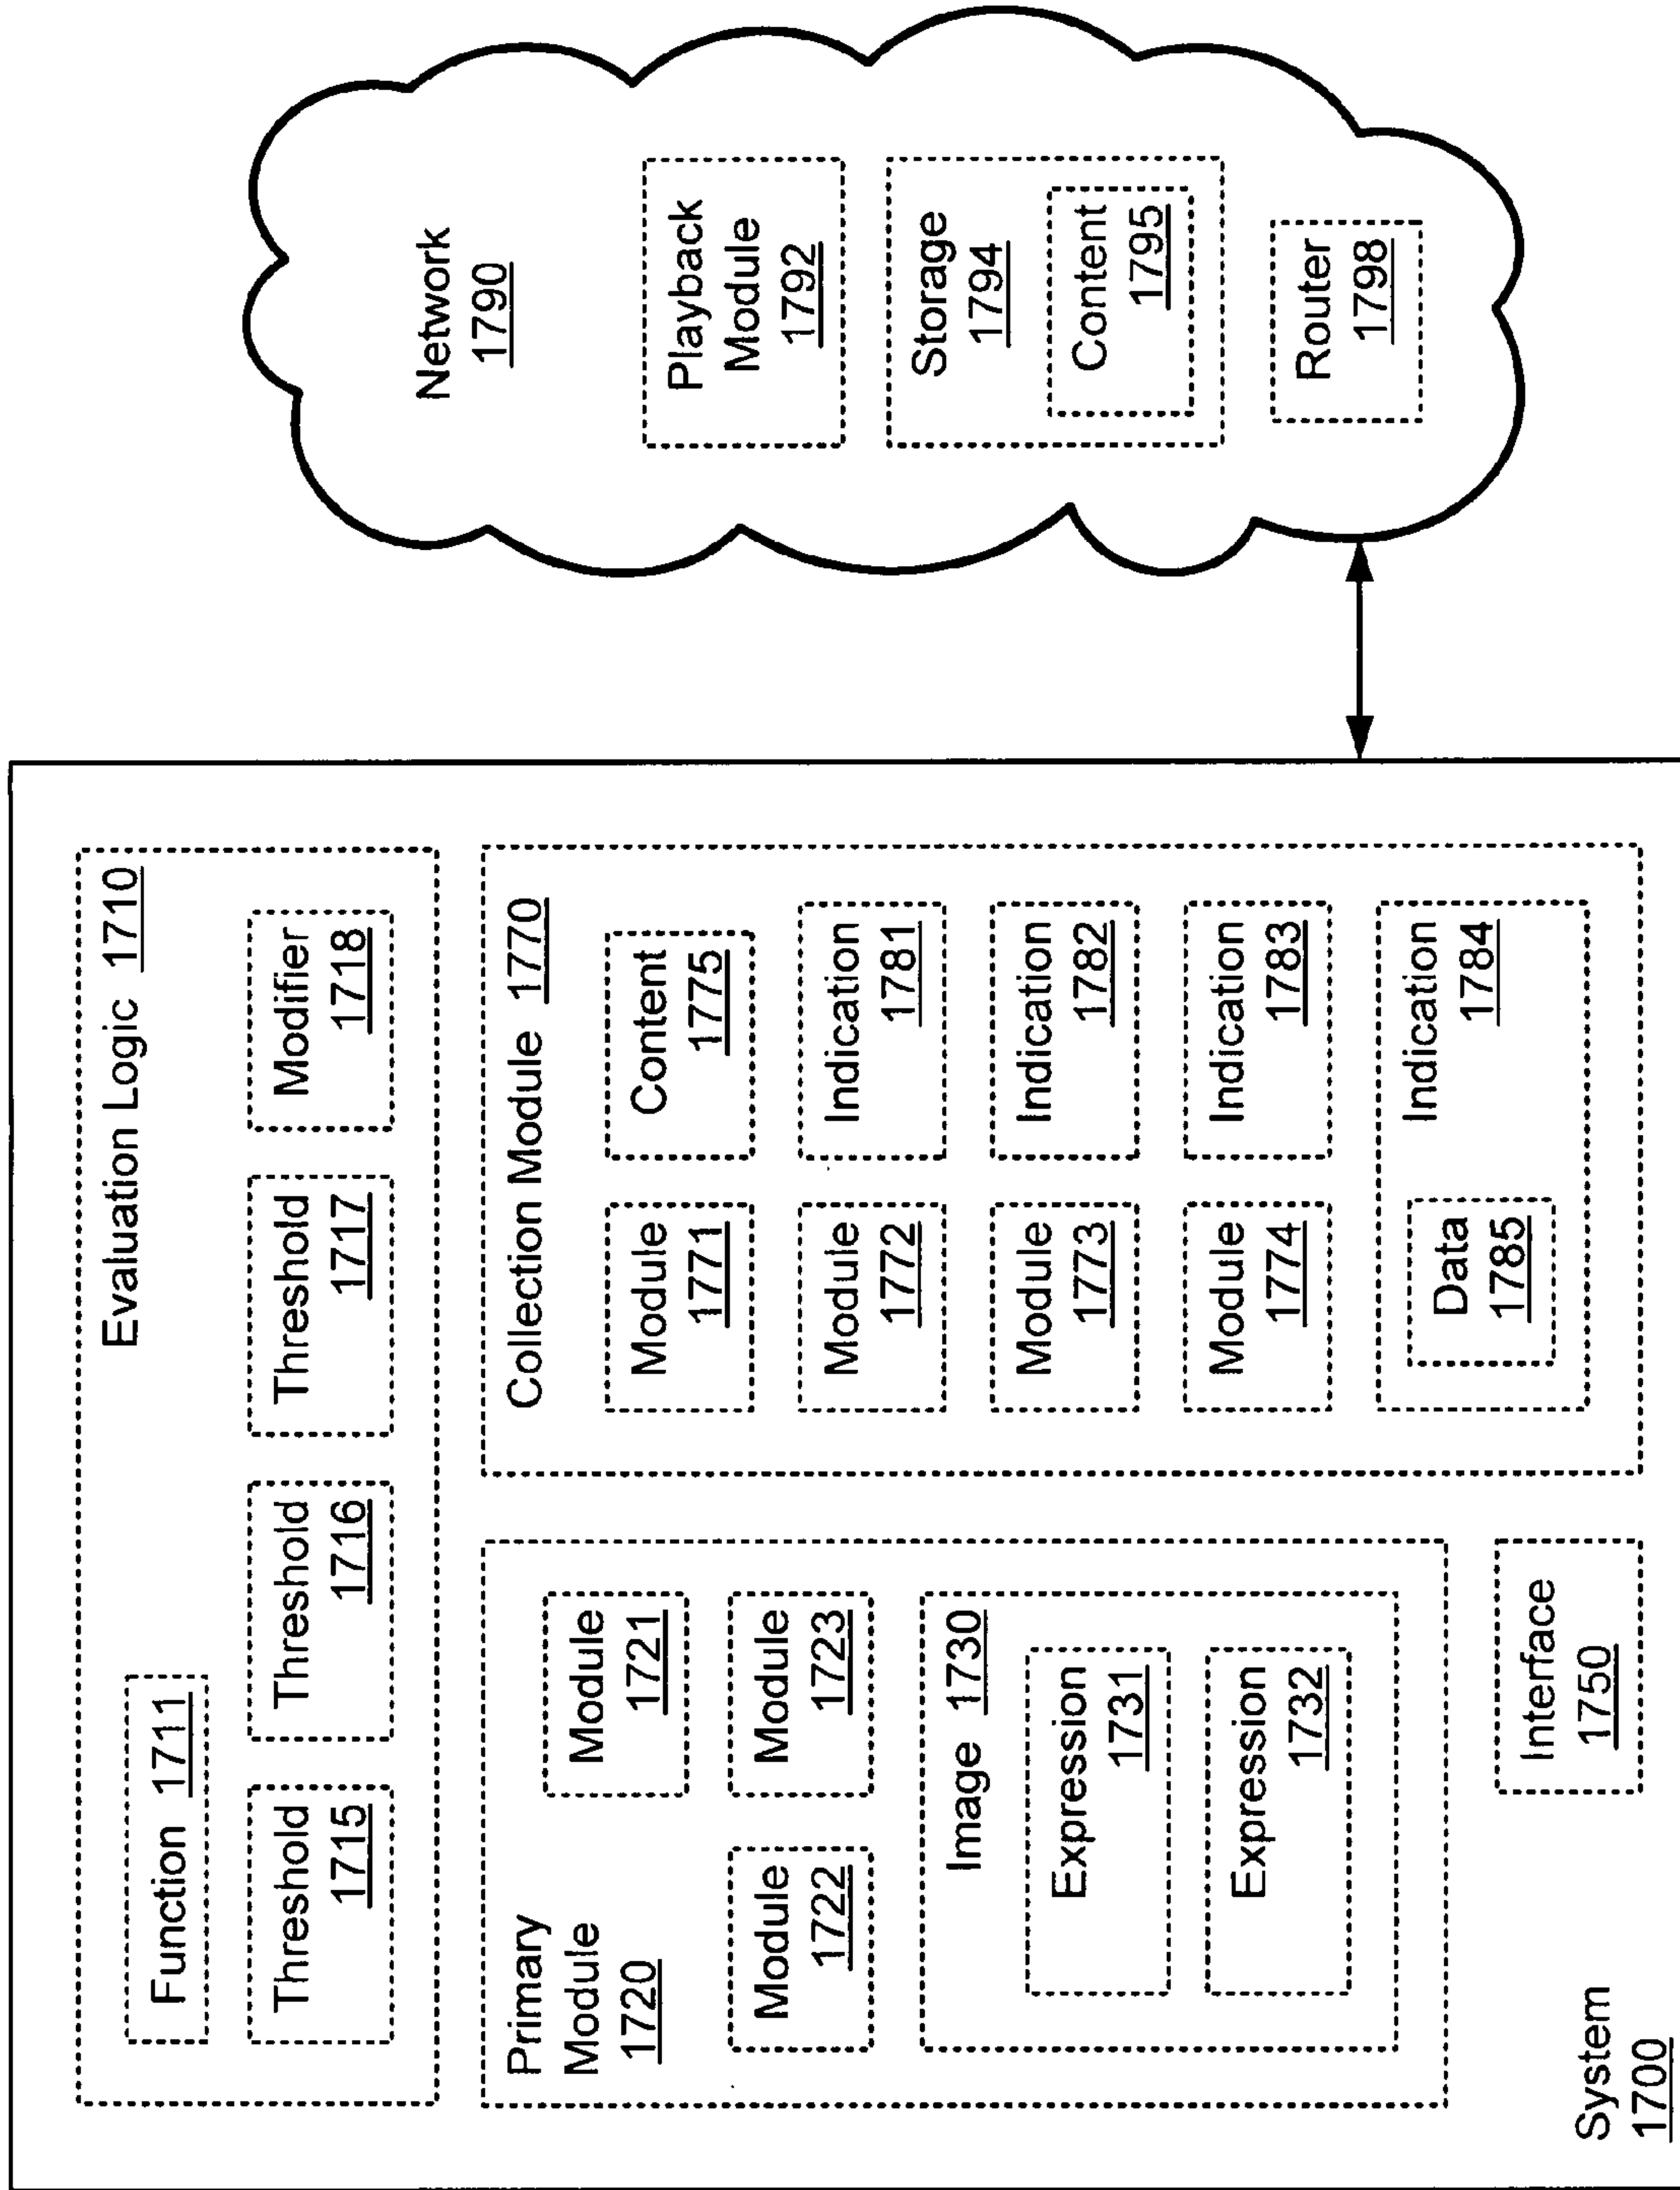 Evaluation Logic 1710
Function 1711
Threshold
1715
Threshold
1716
Threshold
1717
Modifier
1718
Primary
Module
1720
Module
1721
Module
1722
Module
1723
Image 1730
Expression
1731
Expression
1732
Interface
1750
System
1700
Collection Module 1770
Module
1771
Content
1775
Module
1772
Indication
1781
Module
1773
Indication
1782
Module
1774
Indication
1783
Data
1785
Indication
1784
Network
1790
Playback
Module
1792
Storage
1794
Content
1795
Router
1798